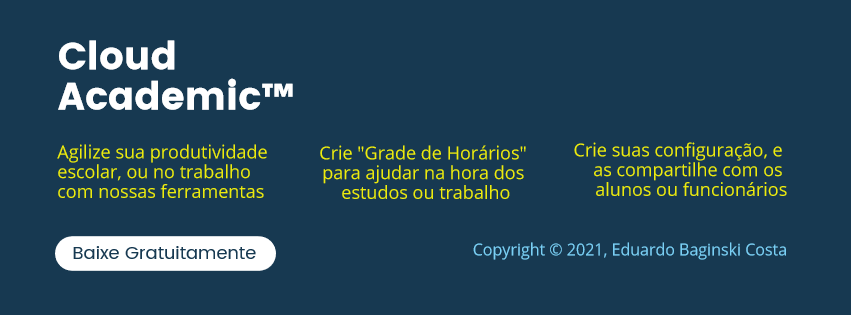 Cloud
Academic™
Agilize sua produtividade
escolar, ou no trabalho
com nossas ferramentas
Crie "Grade de Horários"
para ajudar na hora dos
estudos ou trabalho
Crie suas configuração, e
as compartilhe com os
alunos ou funcionários
Baixe Gratuitamente
Copyright © 2021, Eduardo Baginski Costa